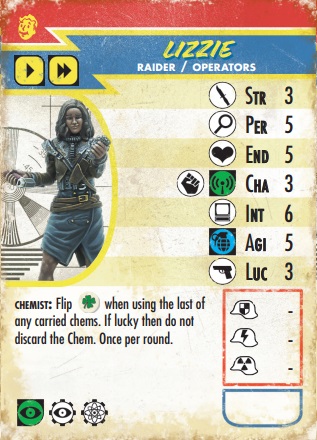 LIZZIE
RAIDER / OPERATORS
STR 3
PER 5
END 5
CHA 3
INT 6
AGI 5
LUC 3
CHEMIST: Flip when using the last of
any carried chems. If lucky then do not
discard the Chem. Once per round.
-
-
-